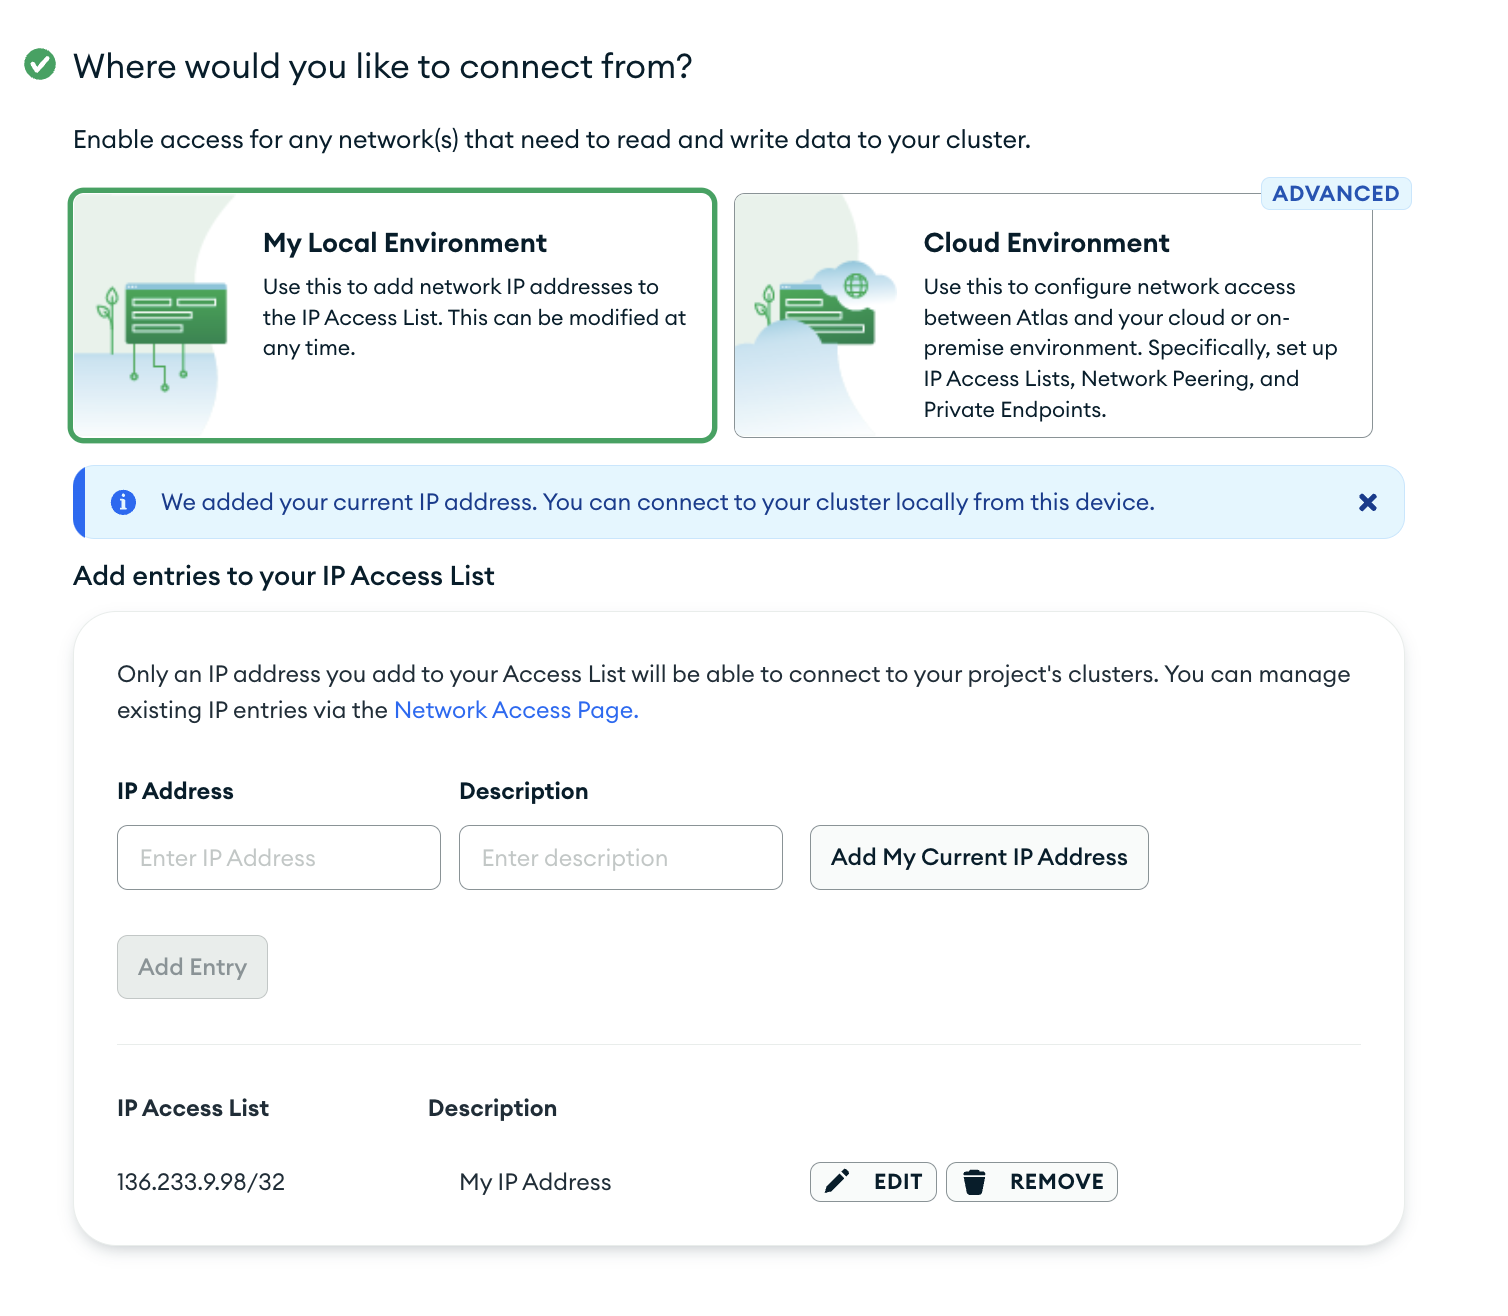 Where would you like to connect from?
Enable access for any network(s) that need to read and write data to your cluster.
ADVANCED
My Local Environment
Use this to add network IP addresses to
the IP Access List. This can be modified at
any time.
Cloud Environment
Use this to configure network access
between Atlas and your cloud or on-
premise environment. Specifically, set up
IP Access Lists, Network Peering, and
Private Endpoints.
We added your current IP address. You can connect to your cluster locally from this device.
Add entries to your IP Access List
Only an IP address you add to your Access List will be able to connect to your project's clusters. You can manage
existing IP entries via the Network Access Page.
IP Address
Description
Enter IP Address
Enter description
Add My Current IP Address
Add Entry
IP Access List
Description
136.233.9.98/32
My IP Address
EDIT
REMOVE